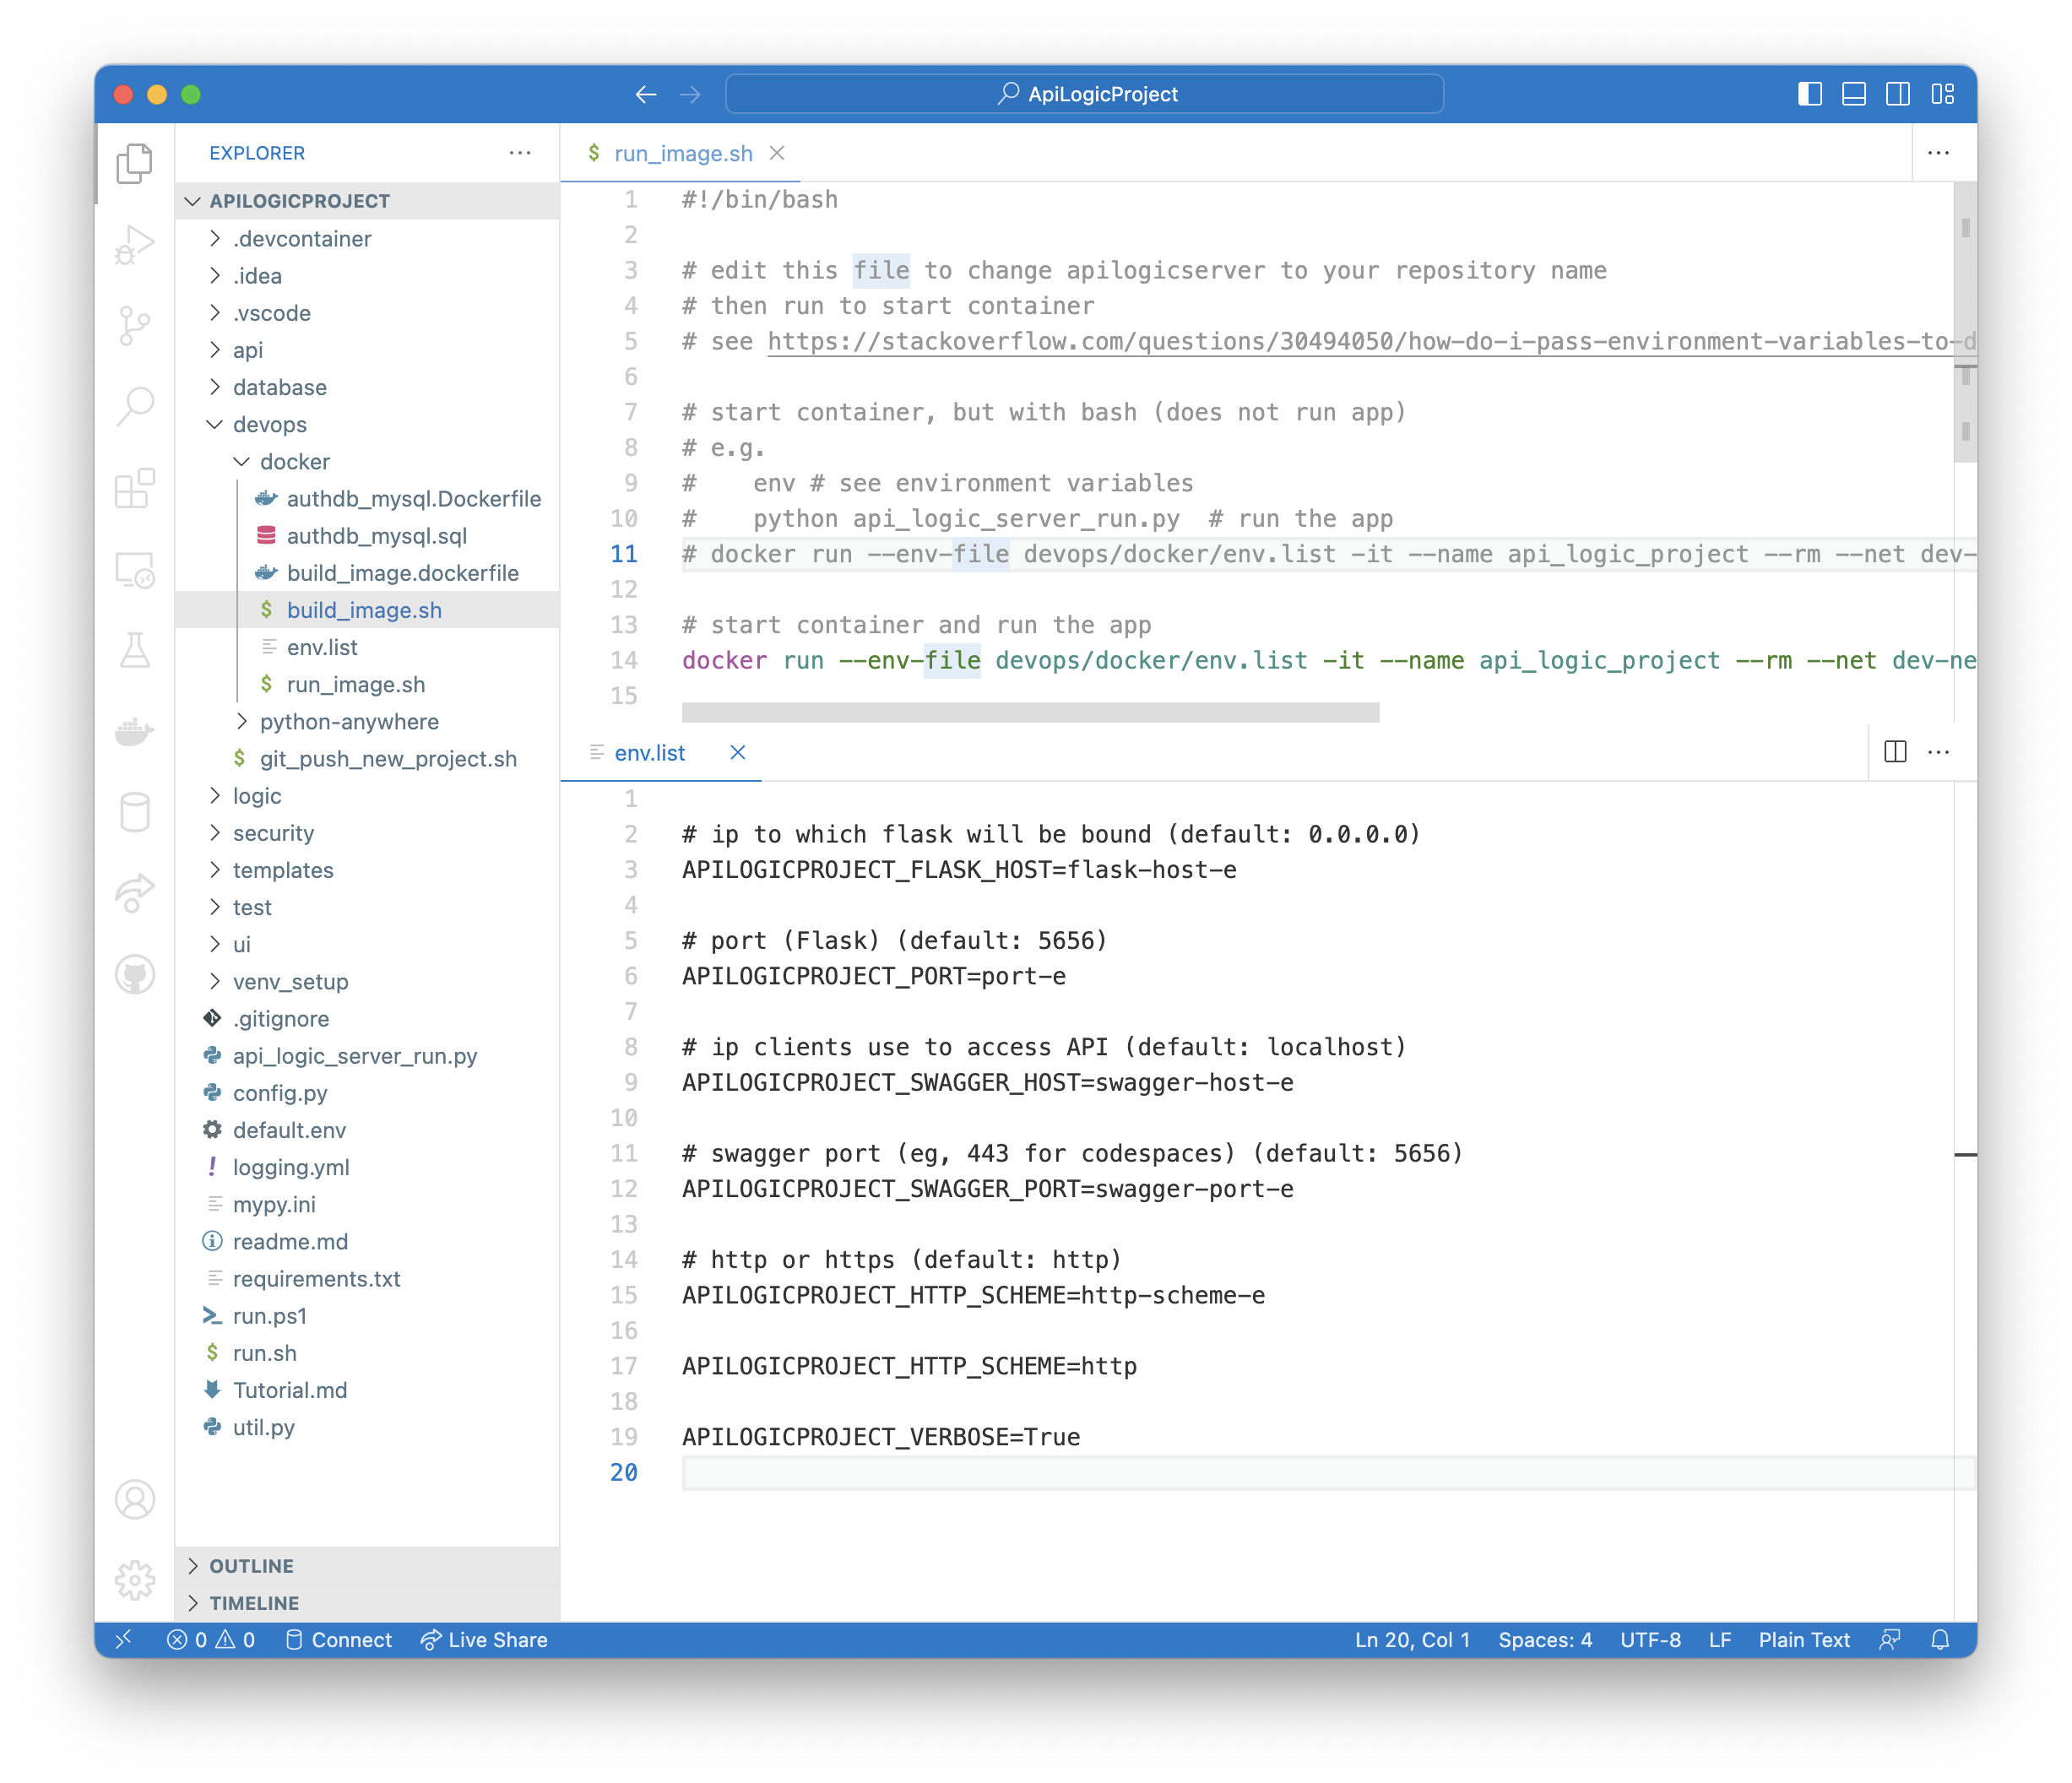 ApiLogicProject
EXPLORER
APILOGICPROJECT
.devcontainer
.idea
.vscode
api
database
devops
docker
authdb_mysql.Dockerfile
authdb_mysql.sql
build_image.dockerfile
build_image.sh
env.list
run_image.sh
python-anywhere
git_push_new_project.sh
logic
security
templates
test
ui
venv_setup
.gitignore
api_logic_server_run.py
config.py
default.env
logging.yml
mypy.ini
readme.md
requirements.txt
run.ps1
run.sh
Tutorial.md
util.py
OUTLINE
TIMELINE
run_image.sh
1 #!/bin/bash
2
3 # edit this file to change apilogicserver to your repository name
4 # then run to start container
5 # see https://stackoverflow.com/questions/30494050/how-do-i-pass-environment-variables-to-d
6
7 # start container, but with bash (does not run app)
8 # e.g.
9 #    env # see environment variables
10 #    python api_logic_server_run.py  # run the app
11 # docker run --env-file devops/docker/env.list -it --name api_logic_project --rm --net dev-
12
13 # start container and run the app
14 docker run --env-file devops/docker/env.list -it --name api_logic_project --rm --net dev-ne
15
env.list
1
2 # ip to which flask will be bound (default: 0.0.0.0)
3 APILOGICPROJECT_FLASK_HOST=flask-host-e
4
5 # port (Flask) (default: 5656)
6 APILOGICPROJECT_PORT=port-e
7
8 # ip clients use to access API (default: localhost)
9 APILOGICPROJECT_SWAGGER_HOST=swagger-host-e
10
11 # swagger port (eg, 443 for codespaces) (default: 5656)
12 APILOGICPROJECT_SWAGGER_PORT=swagger-port-e
13
14 # http or https (default: http)
15 APILOGICPROJECT_HTTP_SCHEME=http-scheme-e
16
17 APILOGICPROJECT_HTTP_SCHEME=http
18
19 APILOGICPROJECT_VERBOSE=True
20
0 0 Connect Live Share Ln 20, Col 1 Spaces: 4 UTF-8 LF Plain Text